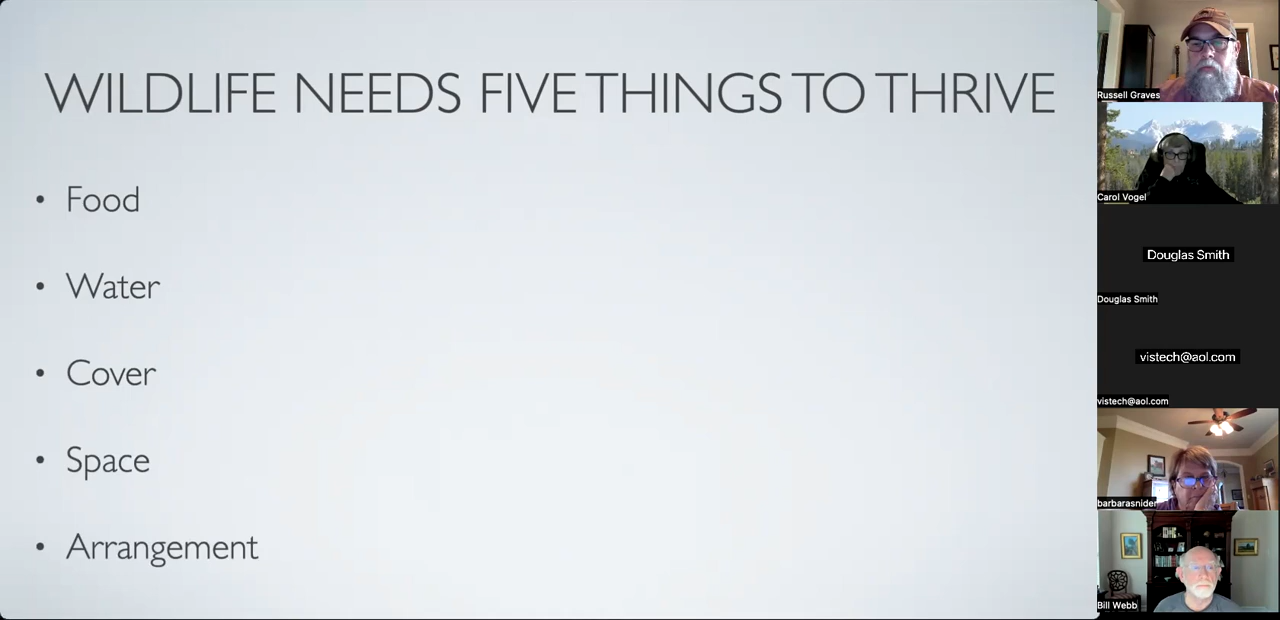 WILDLIFE NEEDS FIVE THINGS TO THRIVE
• Food
• Water
• Cover
• Space
• Arrangement
Russell Graves
Carol Vogel
Douglas Smith
Douglas Smith
vistech@aol.com
vistech@aol.com
barbarasnider
Bill Webb